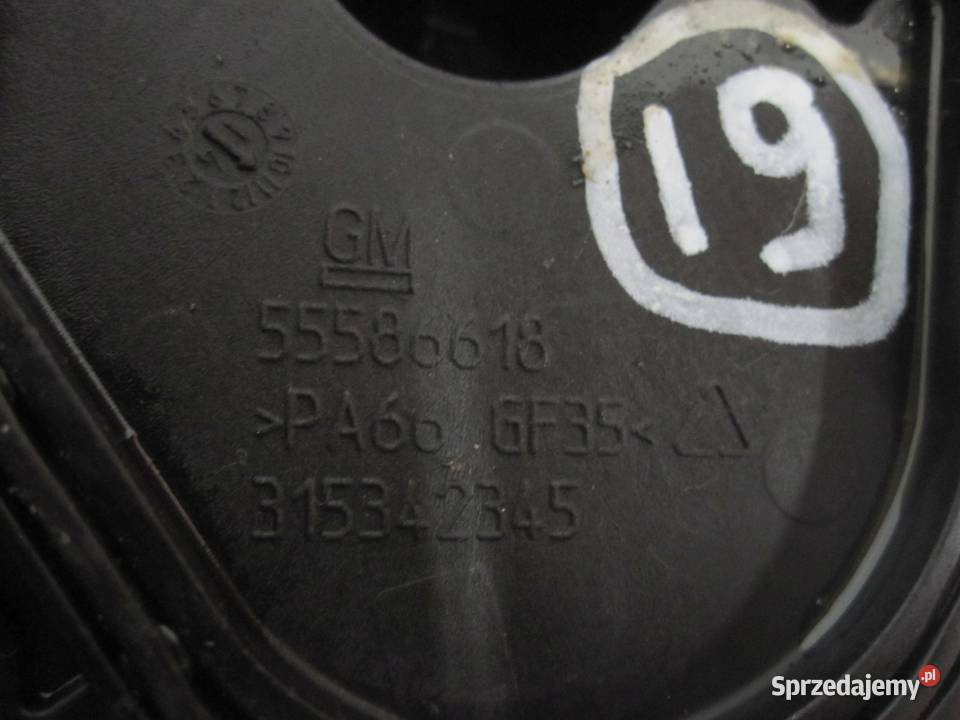 19
GM
55586618
>PA66 GF35<
315342345
Sprzedajemy.pl